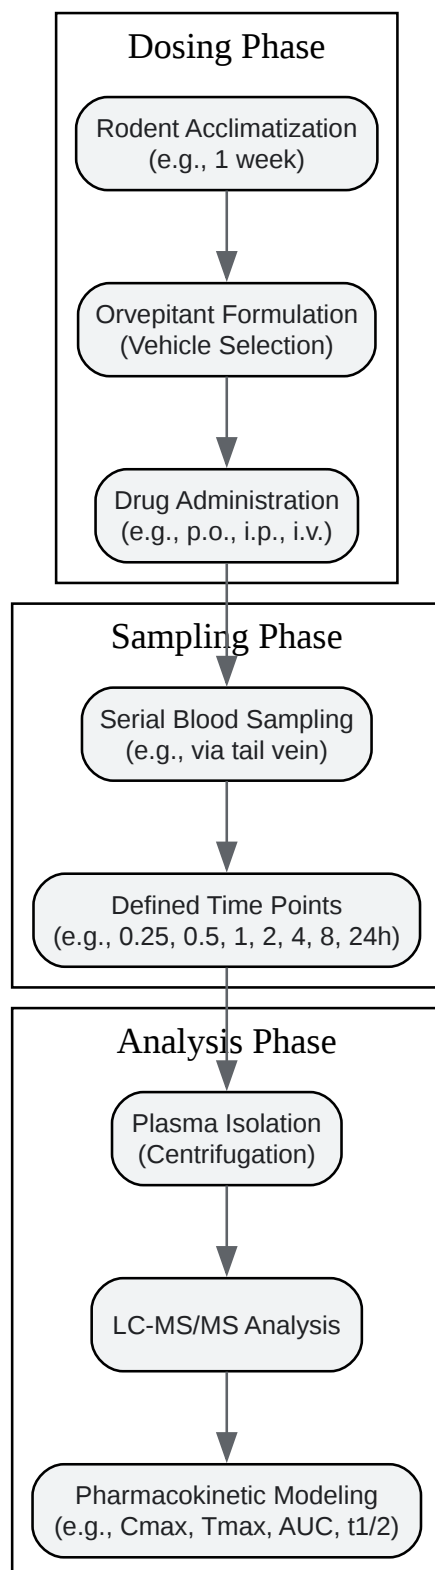 Dosing Phase
Rodent Acclimatization
(e.g., 1 week)
Orvepitant Formulation
(Vehicle Selection)
Drug Administration
(e.g., p.o., i.p., i.v.)
Sampling Phase
Serial Blood Sampling
(e.g., via tail vein)
Defined Time Points
(e.g., 0.25, 0.5, 1, 2, 4, 8, 24h)
Analysis Phase
Plasma Isolation
(Centrifugation)
LC-MS/MS Analysis
Pharmacokinetic Modeling
(e.g., Cmax, Tmax, AUC, t1/2)